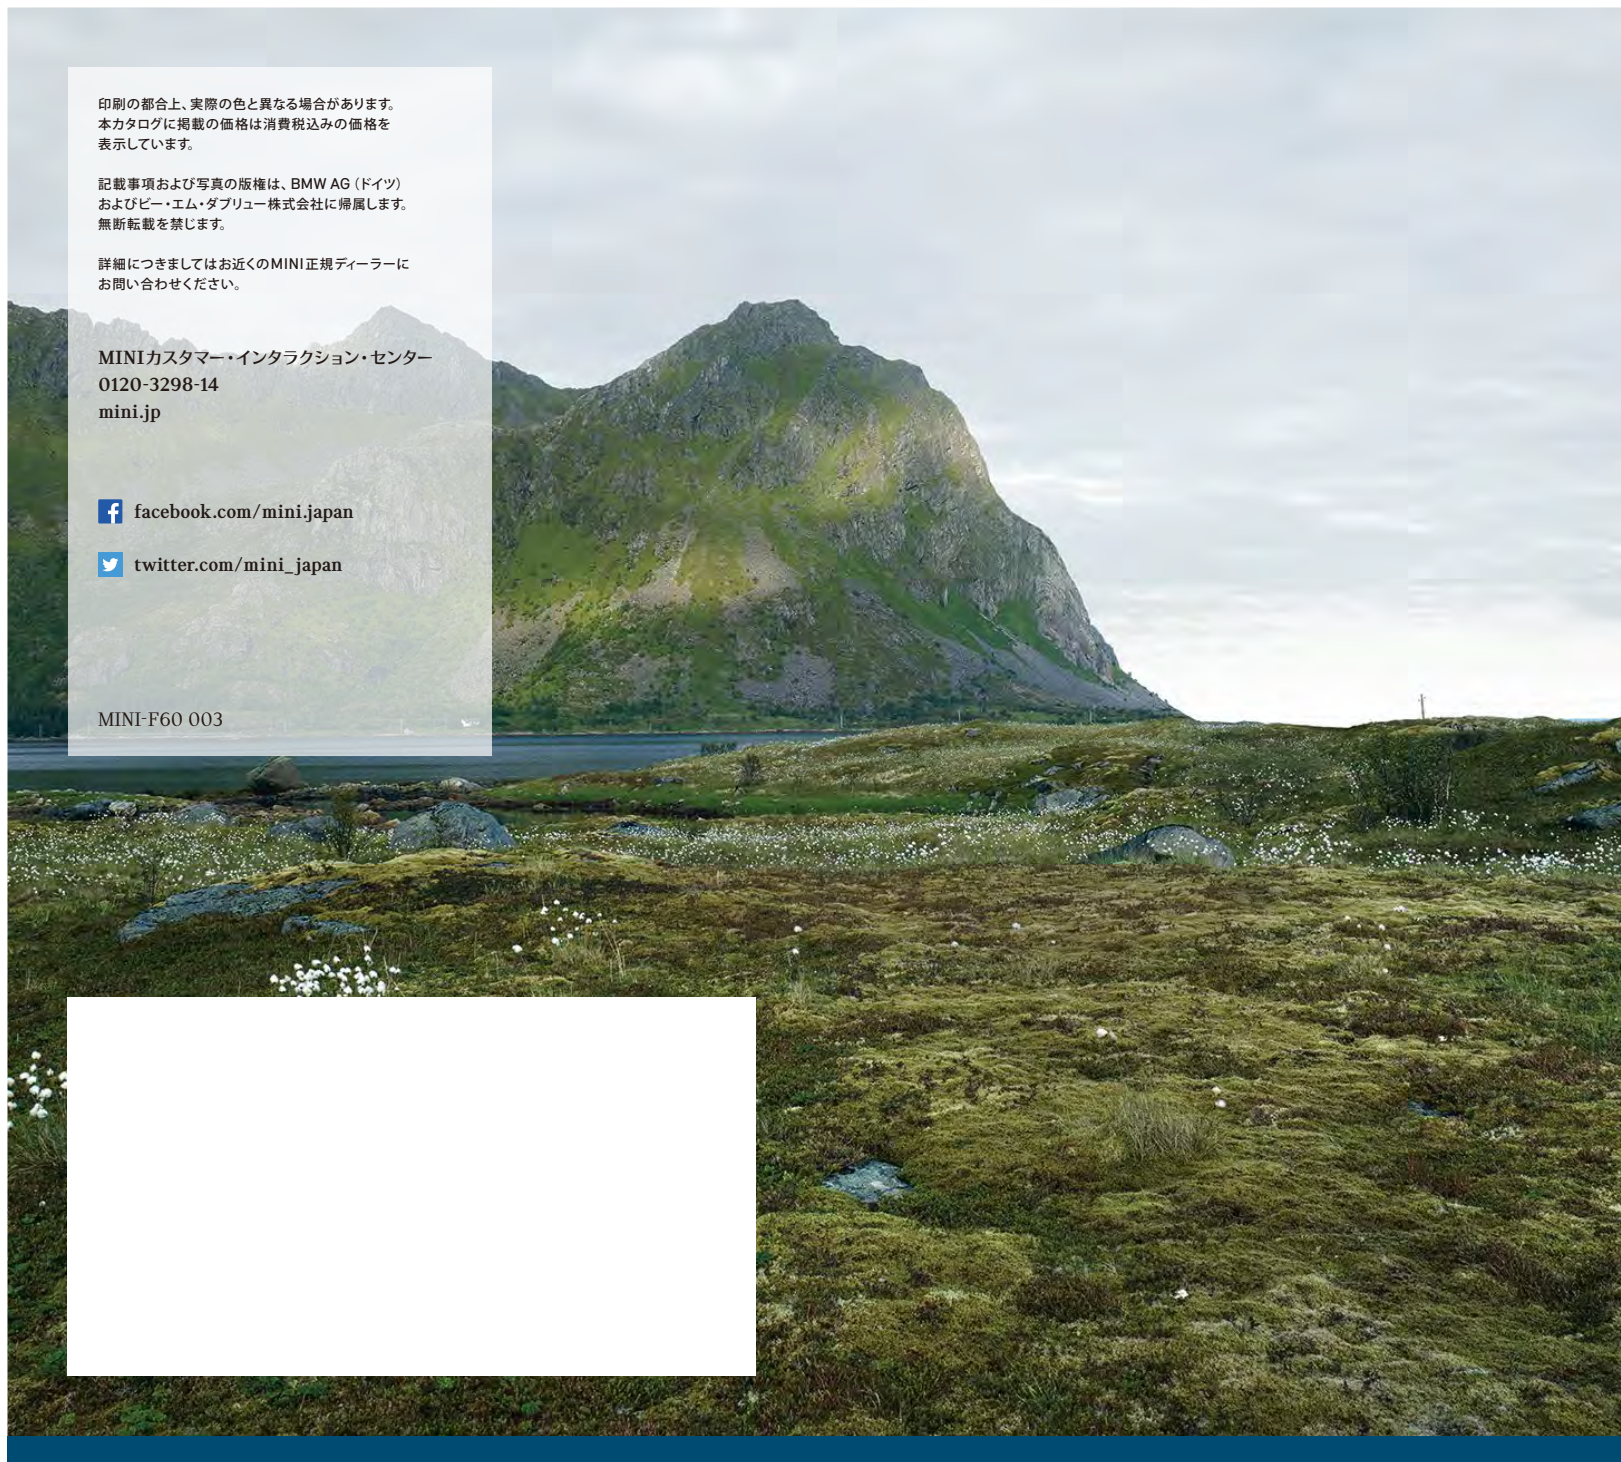 印刷の都合上、実際の色と異なる場合があります。
本カタログに掲載の価格は消費税込みの価格を
表示しています。
記載事項および写真の版権は、BMW AG（ドイツ）
およびビー・エム・ダブリュー株式会社に帰属します。
無断転載を禁じます。
詳細につきましてはお近くのMINI正規ディーラーに
お問い合わせください。
MINIカスタマー・インタラクション・センター
0120-3298-14
mini.jp
facebook.com/mini.japan
twitter.com/mini_japan
MINI-F60 003